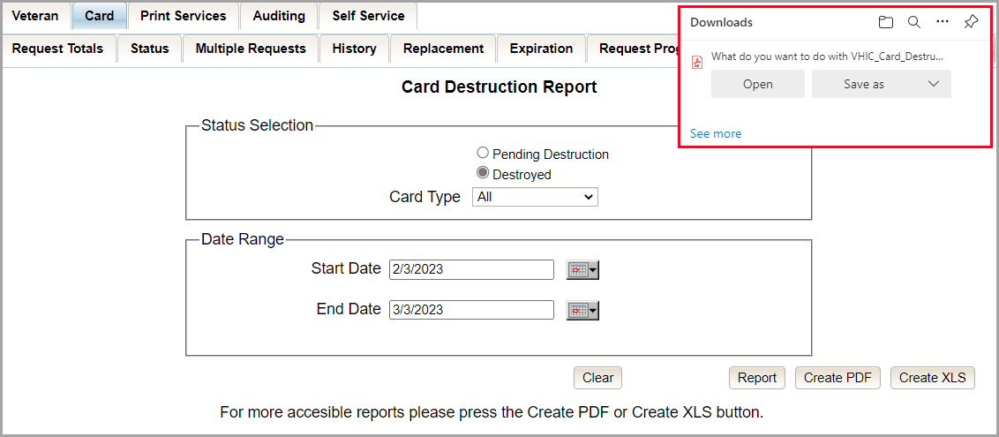 Veteran Card Print Services Auditing Self Service
Request Totals Status Multiple Requests History Replacement Expiration Request Prog
Downloads
What do you want to do with VHIC_Card_Destru...
Open Save as
See more
Card Destruction Report
Status Selection
Pending Destruction
Destroyed
Card Type All
Date Range
Start Date 2/3/2023
End Date 3/3/2023
Clear Report Create PDF Create XLS
For more accesible reports please press the Create PDF or Create XLS button.